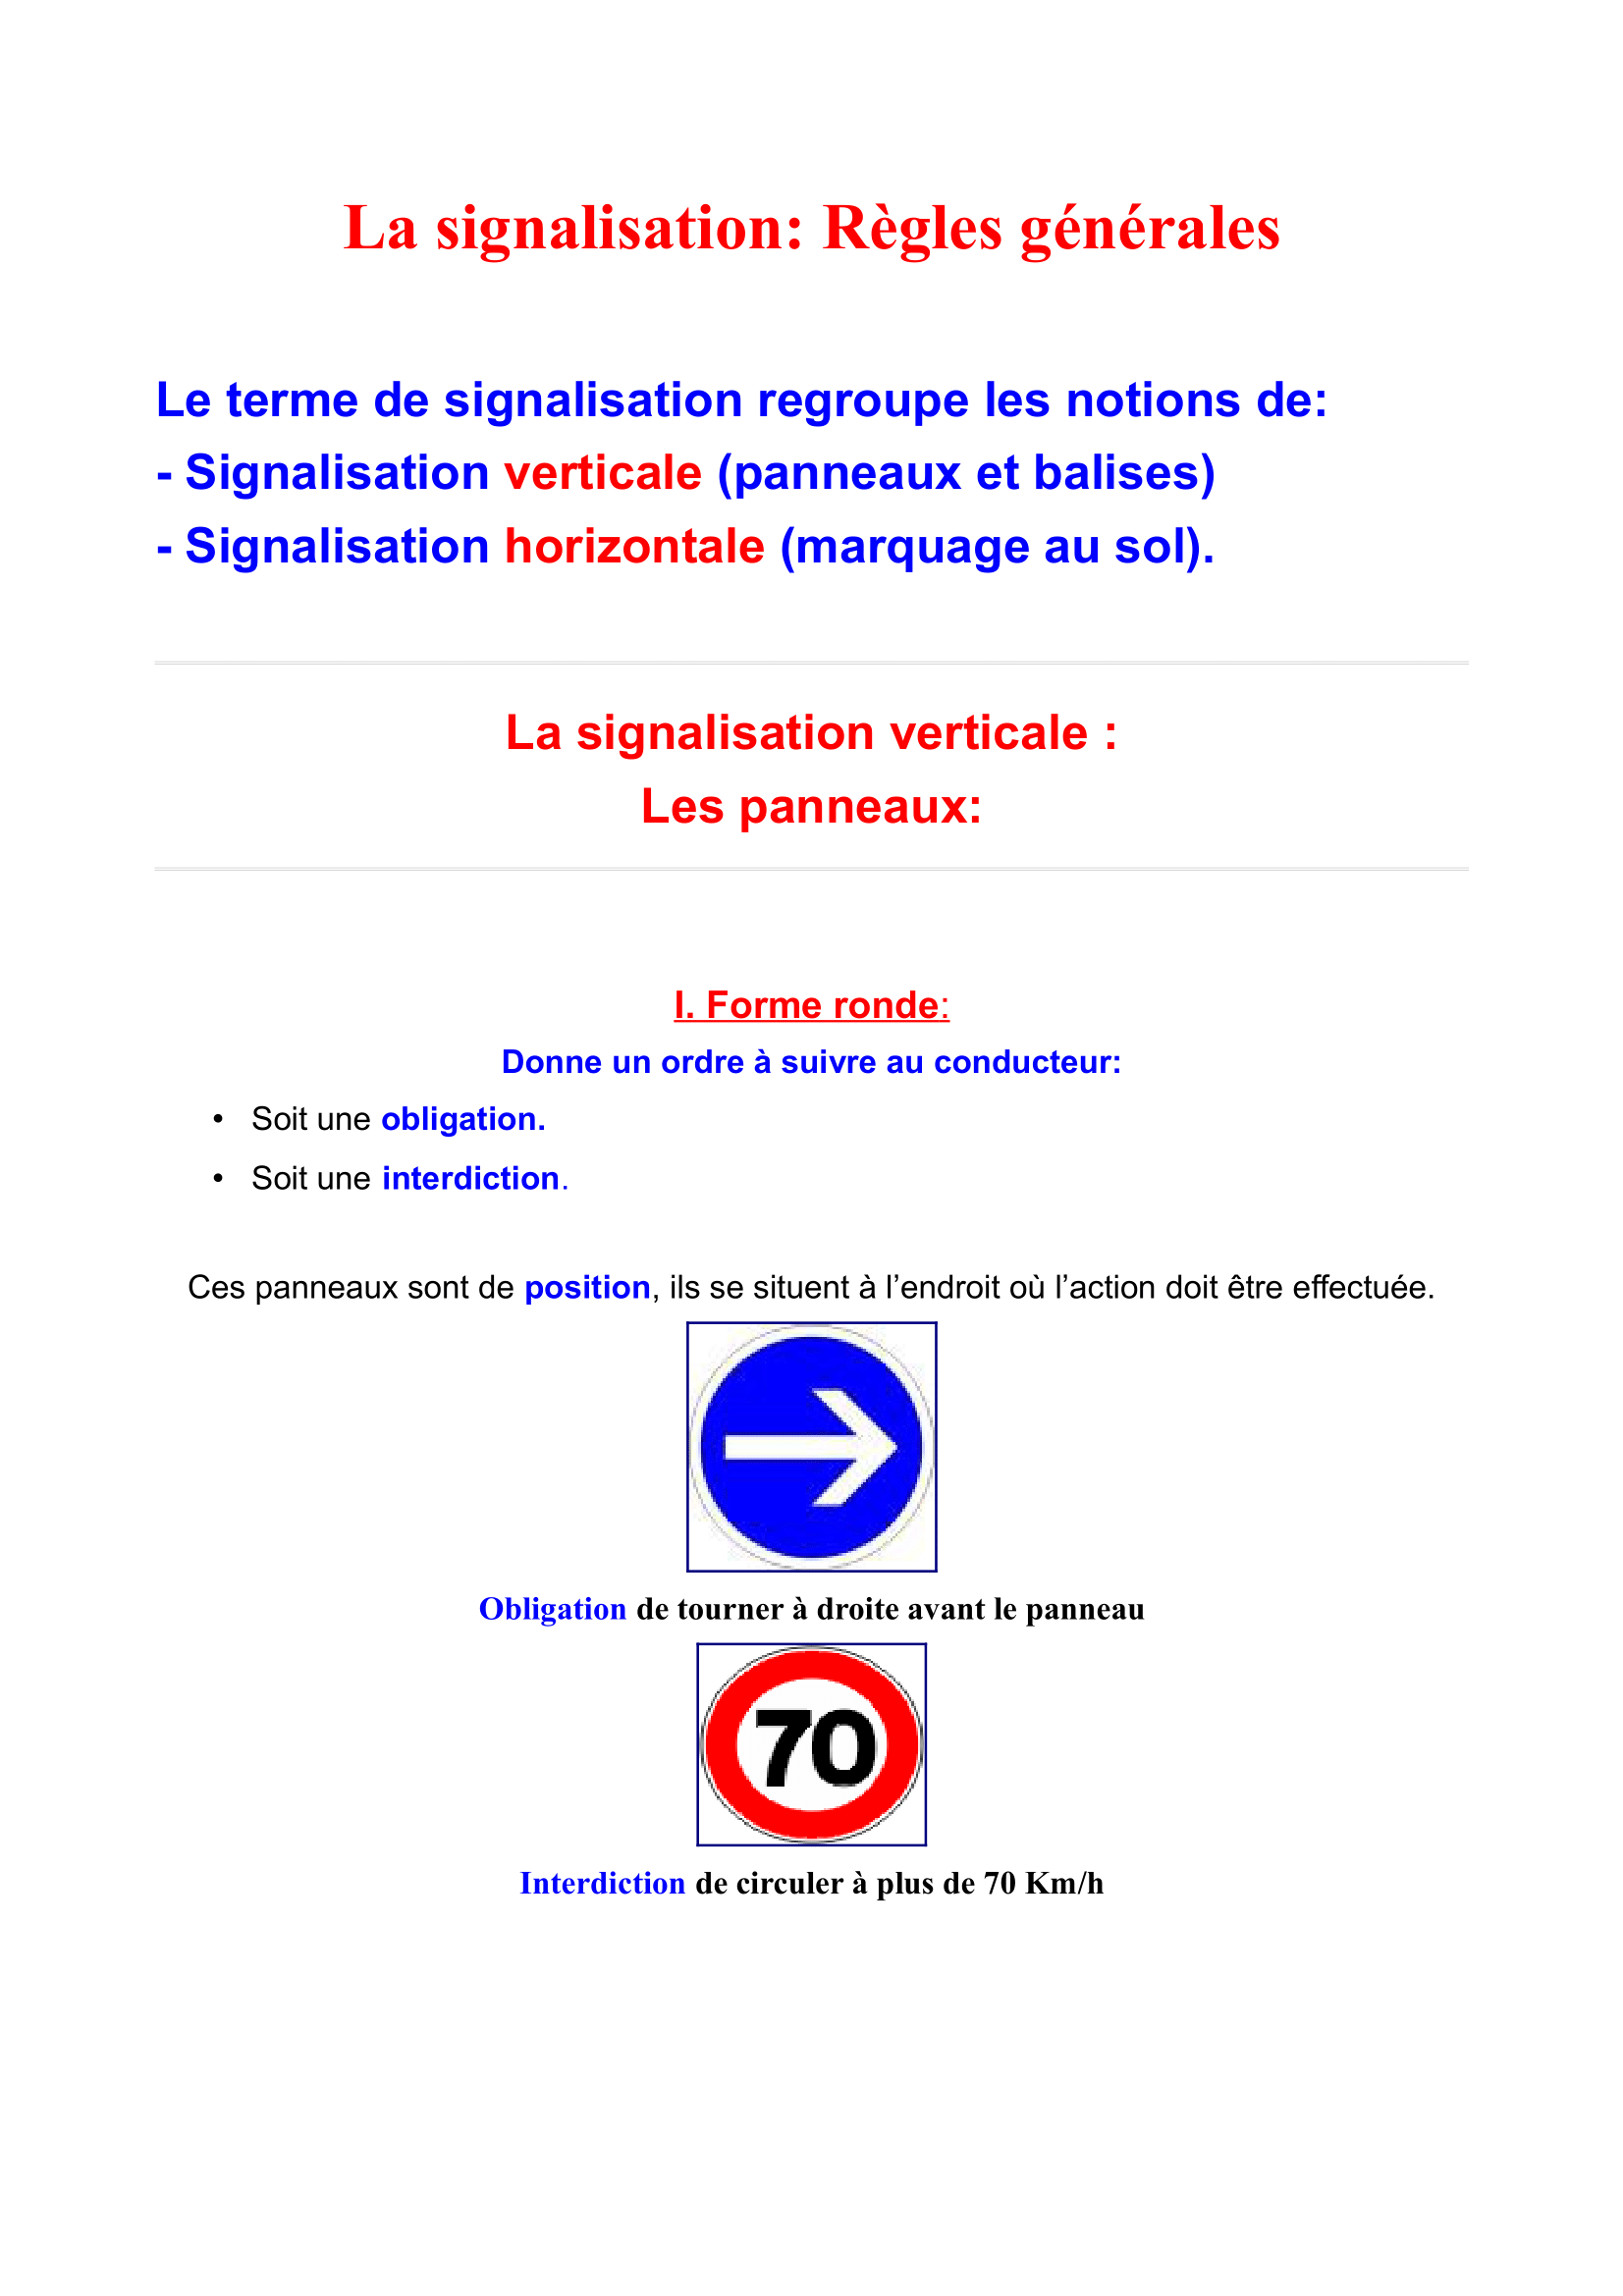 La signalisation: Règles générales
Le terme de signalisation regroupe les notions de:
- Signalisation verticale (panneaux et balises)
- Signalisation horizontale (marquage au sol).
La signalisation verticale :
Les panneaux:
I. Forme ronde:
Donne un ordre à suivre au conducteur:
• Soit une obligation.
• Soit une interdiction.
Ces panneaux sont de position, ils se situent à l’endroit où l’action doit être effectuée.
Obligation de tourner à droite avant le panneau
70
Interdiction de circuler à plus de 70 Km/h